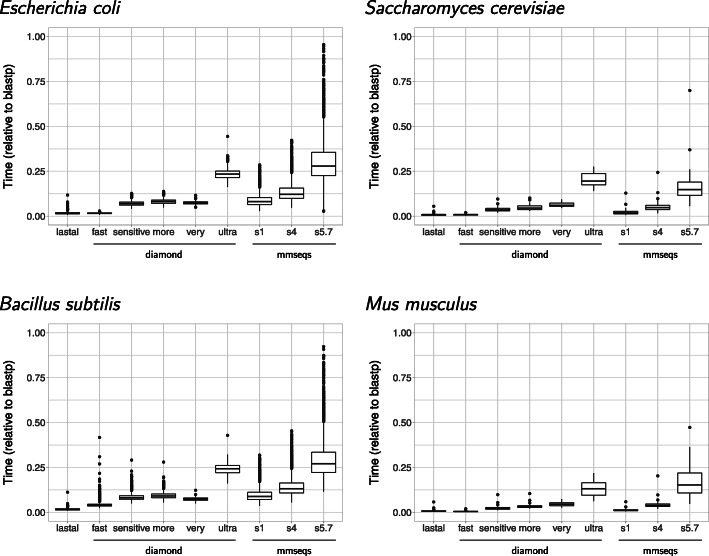 Escherichia coli
Saccharomyces cerevisiae
Time (relative to blastp)
1.00
0.75
0.50
0.25
0.00
lastal fast sensitive more very ultra s1 s4 s5.7
diamond mmseqs
Time (relative to blastp)
1.00
0.75
0.50
0.25
0.00
lastal fast sensitive more very ultra s1 s4 s5.7
diamond mmseqs
Bacillus subtilis
Mus musculus
Time (relative to blastp)
1.00
0.75
0.50
0.25
0.00
lastal fast sensitive more very ultra s1 s4 s5.7
diamond mmseqs
Time (relative to blastp)
1.00
0.75
0.50
0.25
0.00
lastal fast sensitive more very ultra s1 s4 s5.7
diamond mmseqs